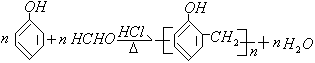 OH OH
n + n HCHO HCl Δ [ CH2 ]n + n H2O